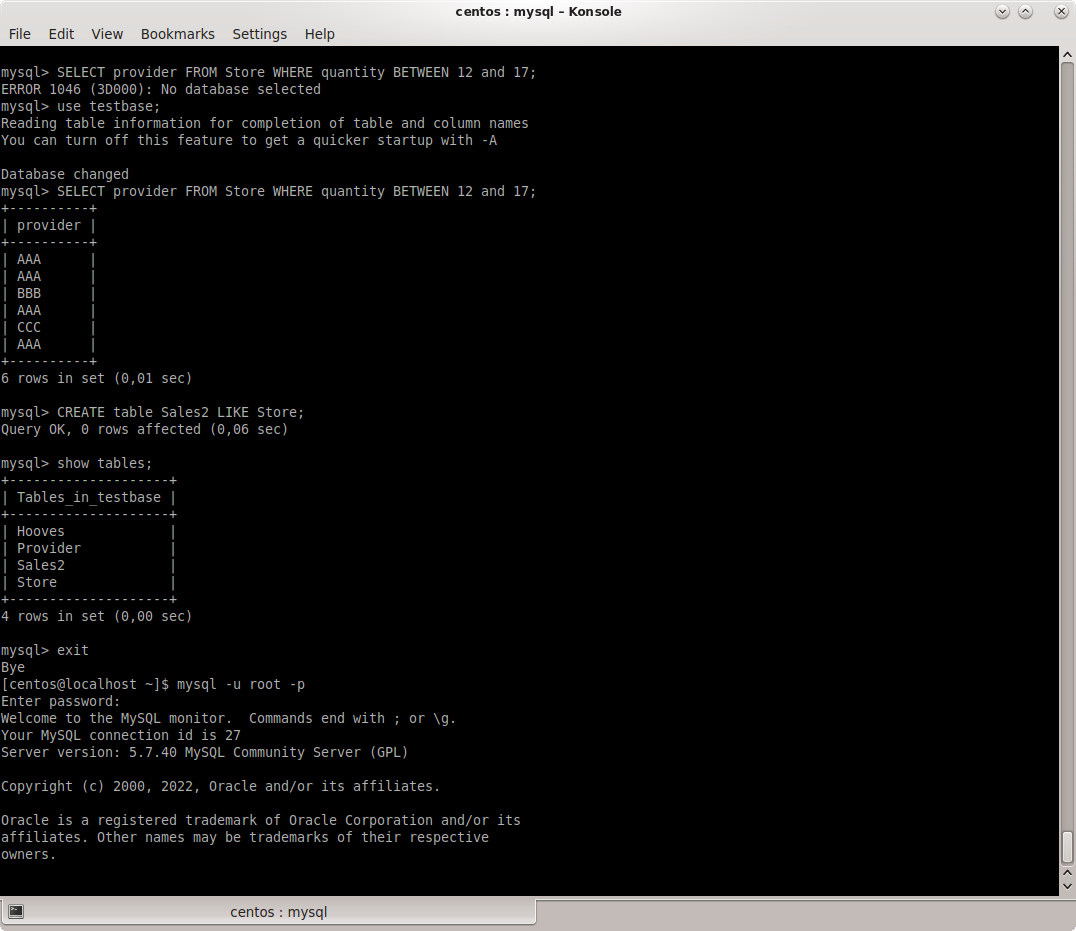 centos : mysql – Konsole
File Edit View Bookmarks Settings Help
mysql> SELECT provider FROM Store WHERE quantity BETWEEN 12 and 17;
ERROR 1046 (3D000): No database selected
mysql> use testbase;
Reading table information for completion of table and column names
You can turn off this feature to get a quicker startup with -A
Database changed
mysql> SELECT provider FROM Store WHERE quantity BETWEEN 12 and 17;
+----------+
| provider |
+----------+
| AAA      |
| AAA      |
| BBB      |
| AAA      |
| CCC      |
| AAA      |
+----------+
6 rows in set (0,01 sec)
mysql> CREATE table Sales2 LIKE Store;
Query OK, 0 rows affected (0,06 sec)
mysql> show tables;
+--------------------+
| Tables_in_testbase |
+--------------------+
| Hooves             |
| Provider           |
| Sales2             |
| Store              |
+--------------------+
4 rows in set (0,00 sec)
mysql> exit
Bye
[centos@localhost ~]$ mysql -u root -p
Enter password:
Welcome to the MySQL monitor.  Commands end with ; or \g.
Your MySQL connection id is 27
Server version: 5.7.40 MySQL Community Server (GPL)
Copyright (c) 2000, 2022, Oracle and/or its affiliates.
Oracle is a registered trademark of Oracle Corporation and/or its
affiliates. Other names may be trademarks of their respective
owners.
centos : mysql